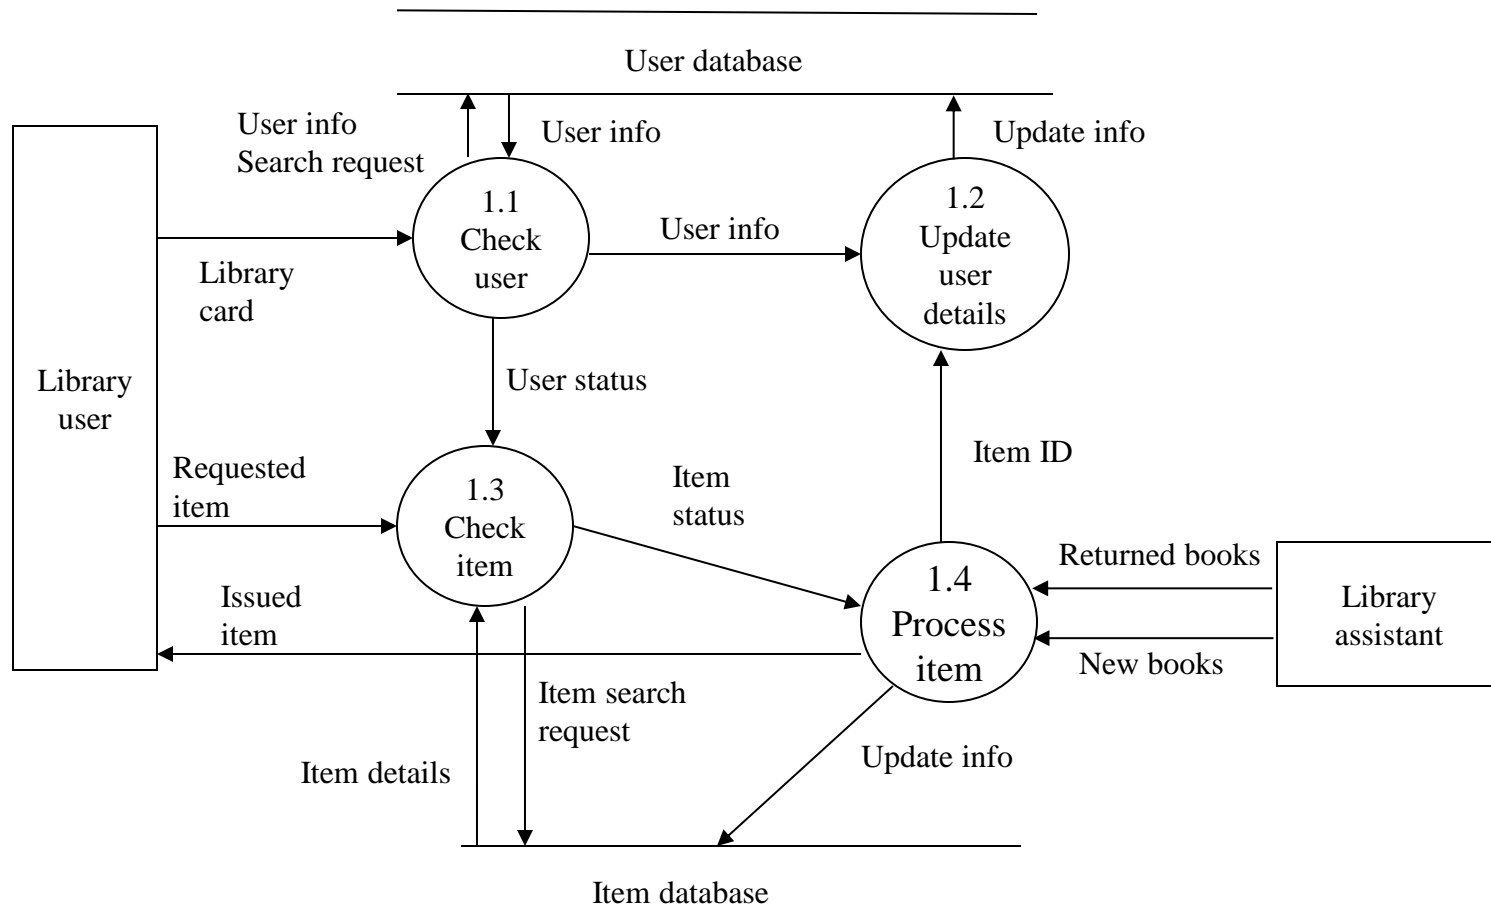 User database
User info
Search request
User info
Update info
1.1
Check
user
User info
1.2
Update
user
details
Library
card
Library
user
User status
Requested
item
1.3
Check
item
Item
status
Item ID
Returned books
1.4
Process
item
Library
assistant
New books
Issued
item
Item search
request
Item details
Update info
Item database